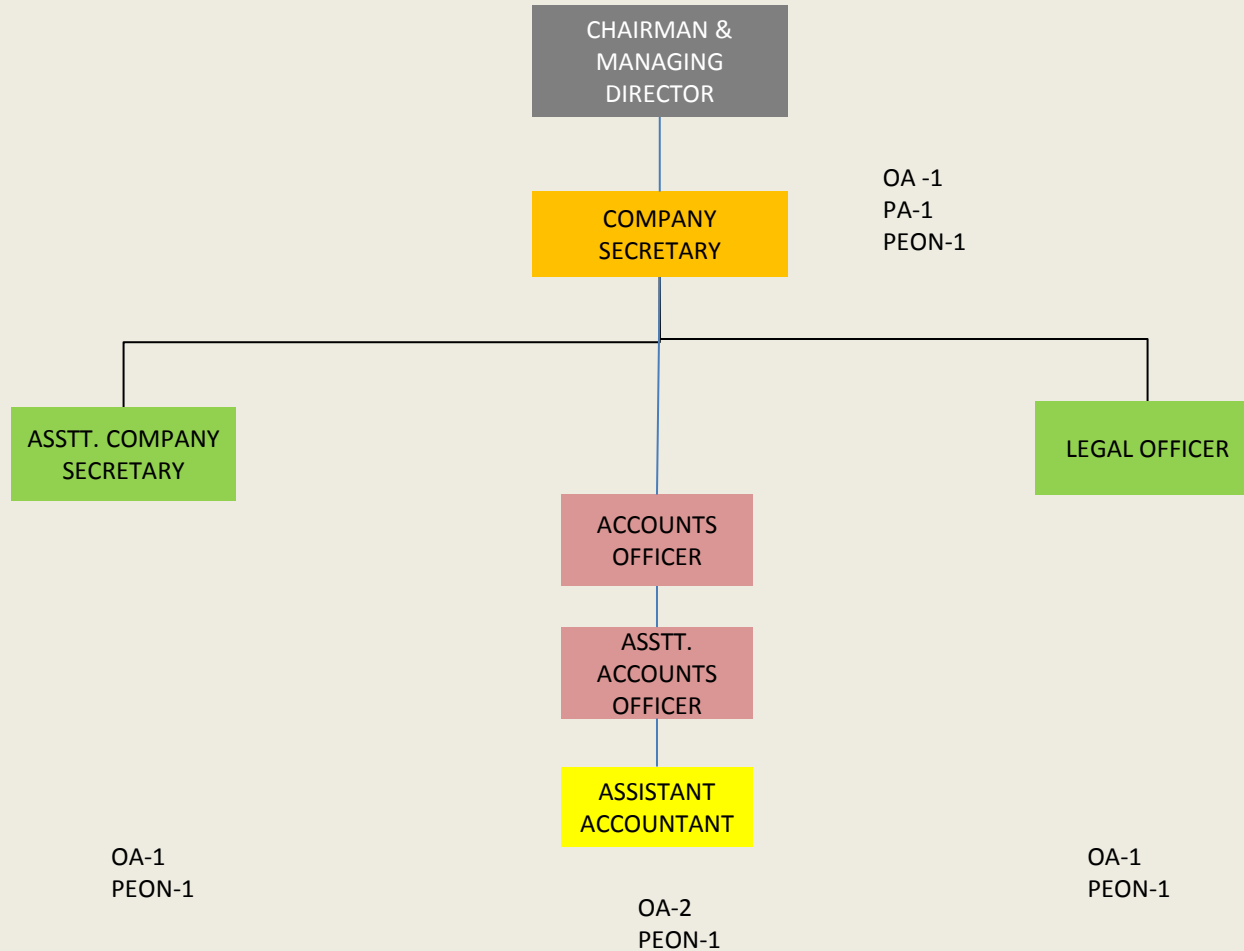 CHAIRMAN &
MANAGING
DIRECTOR
OA -1
PA-1
PEON-1
COMPANY
SECRETARY
ASSTT. COMPANY
SECRETARY
LEGAL OFFICER
ACCOUNTS
OFFICER
ASSTT.
ACCOUNTS
OFFICER
ASSISTANT
ACCOUNTANT
OA-1
PEON-1
OA-2
PEON-1
OA-1
PEON-1